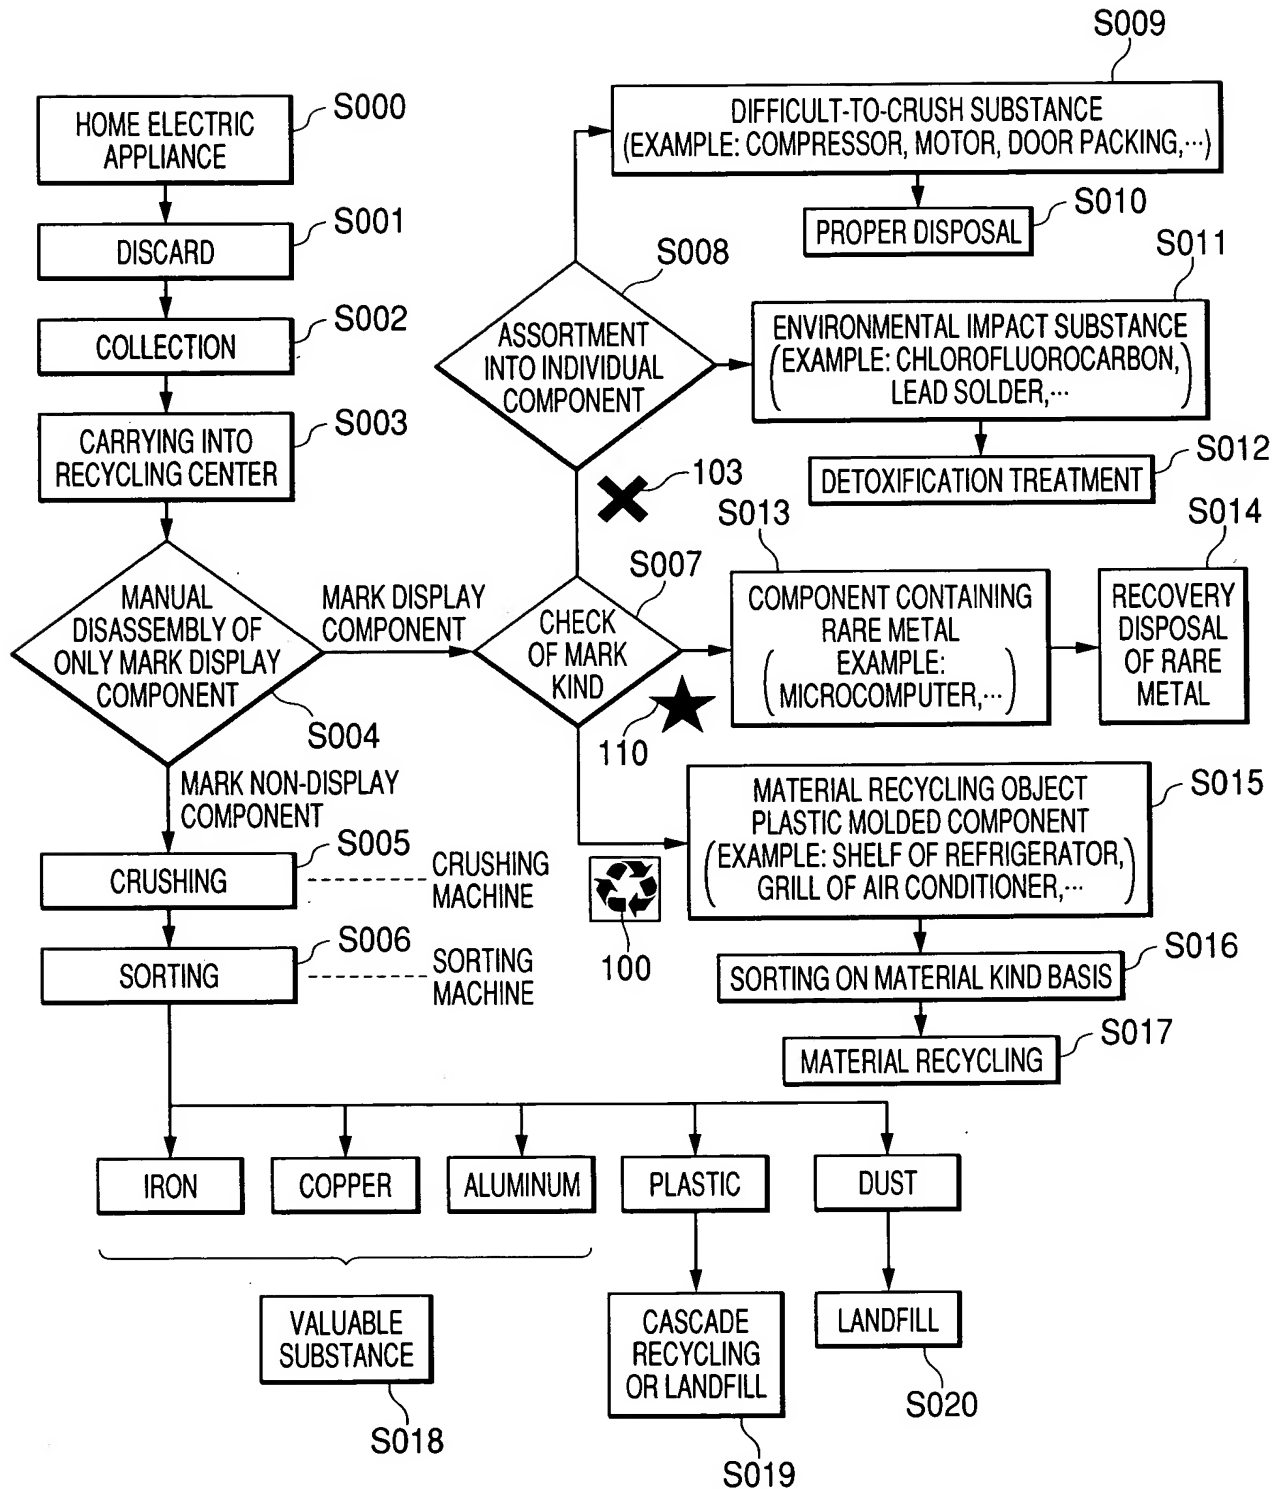 S000
HOME ELECTRIC
APPLIANCE
S001
DISCARD
S002
COLLECTION
S003
CARRYING INTO
RECYCLING CENTER
MANUAL
DISASSEMBLY OF
ONLY MARK DISPLAY
COMPONENT
S004
MARK DISPLAY
COMPONENT
MARK NON-DISPLAY
COMPONENT
S005
CRUSHING
CRUSHING
MACHINE
S006
SORTING
SORTING
MACHINE
S007
CHECK
OF MARK
KIND
103
110
100
S008
ASSORTMENT
INTO INDIVIDUAL
COMPONENT
S009
DIFFICULT-TO-CRUSH SUBSTANCE
(EXAMPLE: COMPRESSOR, MOTOR, DOOR PACKING,···)
S010
PROPER DISPOSAL
S011
ENVIRONMENTAL IMPACT SUBSTANCE
(EXAMPLE: CHLOROFLUOROCARBON,
LEAD SOLDER,···)
S012
DETOXIFICATION TREATMENT
S013
COMPONENT CONTAINING
RARE METAL
(EXAMPLE:
MICROCOMPUTER,···)
S014
RECOVERY
DISPOSAL
OF RARE
METAL
S015
MATERIAL RECYCLING OBJECT
PLASTIC MOLDED COMPONENT
(EXAMPLE: SHELF OF REFRIGERATOR,
GRILL OF AIR CONDITIONER,···)
S016
SORTING ON MATERIAL KIND BASIS
S017
MATERIAL RECYCLING
IRON
COPPER
ALUMINUM
PLASTIC
DUST
VALUABLE
SUBSTANCE
S018
CASCADE
RECYCLING
OR LANDFILL
S019
LANDFILL
S020